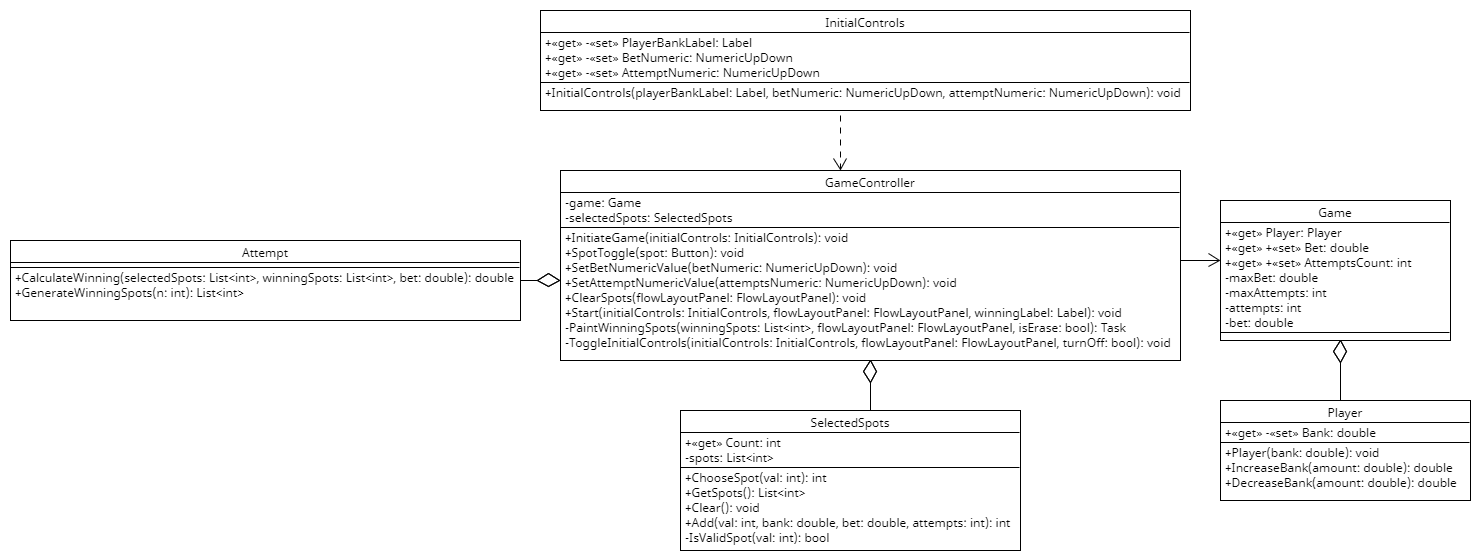 InitialControls
+«get» -«set» PlayerBankLabel: Label
+«get» -«set» BetNumeric: NumericUpDown
+«get» -«set» AttemptNumeric: NumericUpDown
+InitialControls(playerBankLabel: Label, betNumeric: NumericUpDown, attemptNumeric: NumericUpDown): void
GameController
-game: Game
-selectedSpots: SelectedSpots
+InitiateGame(initialControls: InitialControls): void
+SpotToggle(spot: Button): void
+SetBetNumericValue(betNumeric: NumericUpDown): void
+SetAttemptNumericValue(attemptsNumeric: NumericUpDown): void
+ClearSpots(flowLayoutPanel: FlowLayoutPanel): void
+Start(initialControls: InitialControls, flowLayoutPanel: FlowLayoutPanel, winningLabel: Label): void
-PaintWinningSpots(winningSpots: List<int>, flowLayoutPanel: FlowLayoutPanel, isErase: bool): Task
-ToggleInitialControls(initialControls: InitialControls, flowLayoutPanel: FlowLayoutPanel, turnOff: bool): void
Attempt
+CalculateWinning(selectedSpots: List<int>, winningSpots: List<int>, bet: double): double
+GenerateWinningSpots(n: int): List<int>
Game
+«get» Player: Player
+«get» +«set» Bet: double
+«get» +«set» AttemptsCount: int
-maxBet: double
-maxAttempts: int
-attempts: int
-bet: double
SelectedSpots
+«get» Count: int
-spots: List<int>
+ChooseSpot(val: int): int
+GetSpots(): List<int>
+Clear(): void
+Add(val: int, bank: double, bet: double, attempts: int): int
-IsValidSpot(val: int): bool
Player
+«get» -«set» Bank: double
+Player(bank: double): void
+IncreaseBank(amount: double): double
+DecreaseBank(amount: double): double